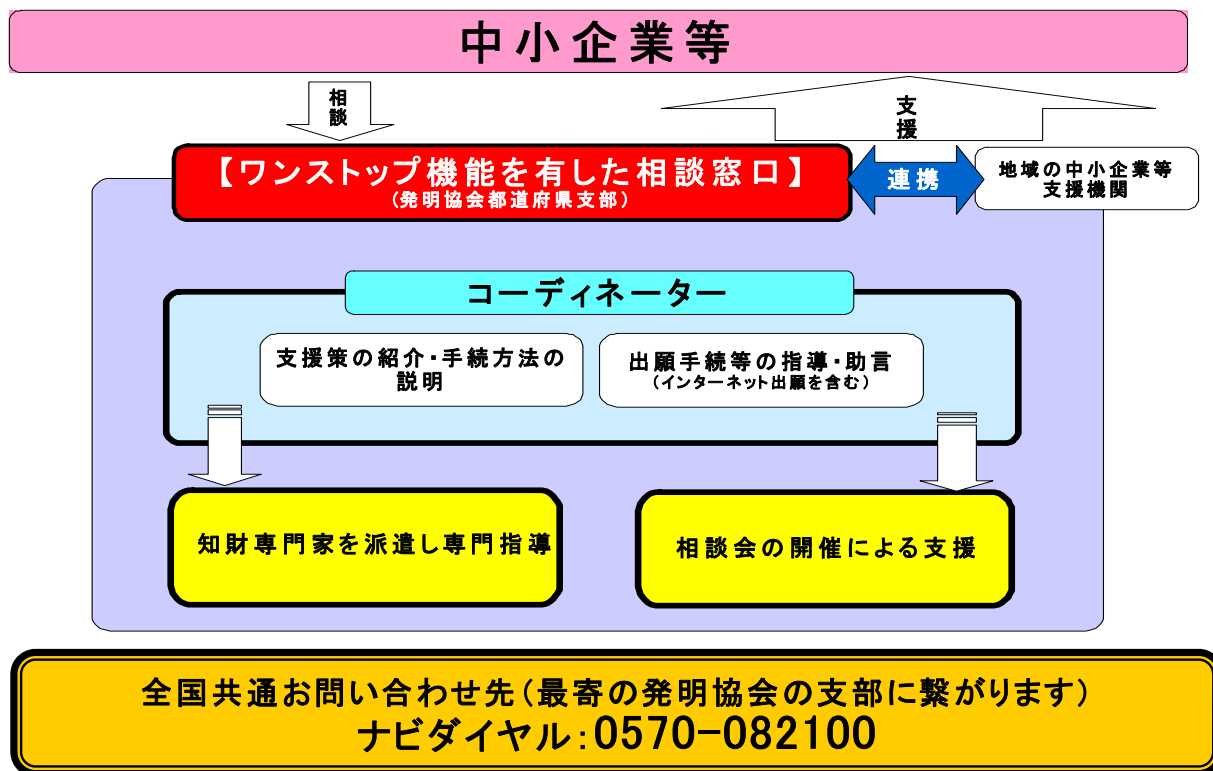 中小企業等
相談
支援
【ワンストップ機能を有した相談窓口】
(発明協会都道府県支部)
連携
地域の中小企業等
支援機関
コーディネーター
支援策の紹介・手続方法の
説明
出願手続等の指導・助言
(インターネット出願を含む)
知財専門家を派遣し専門指導
相談会の開催による支援
全国共通お問い合わせ先(最寄の発明協会の支部に繋がります)
ナビダイヤル:0570-082100